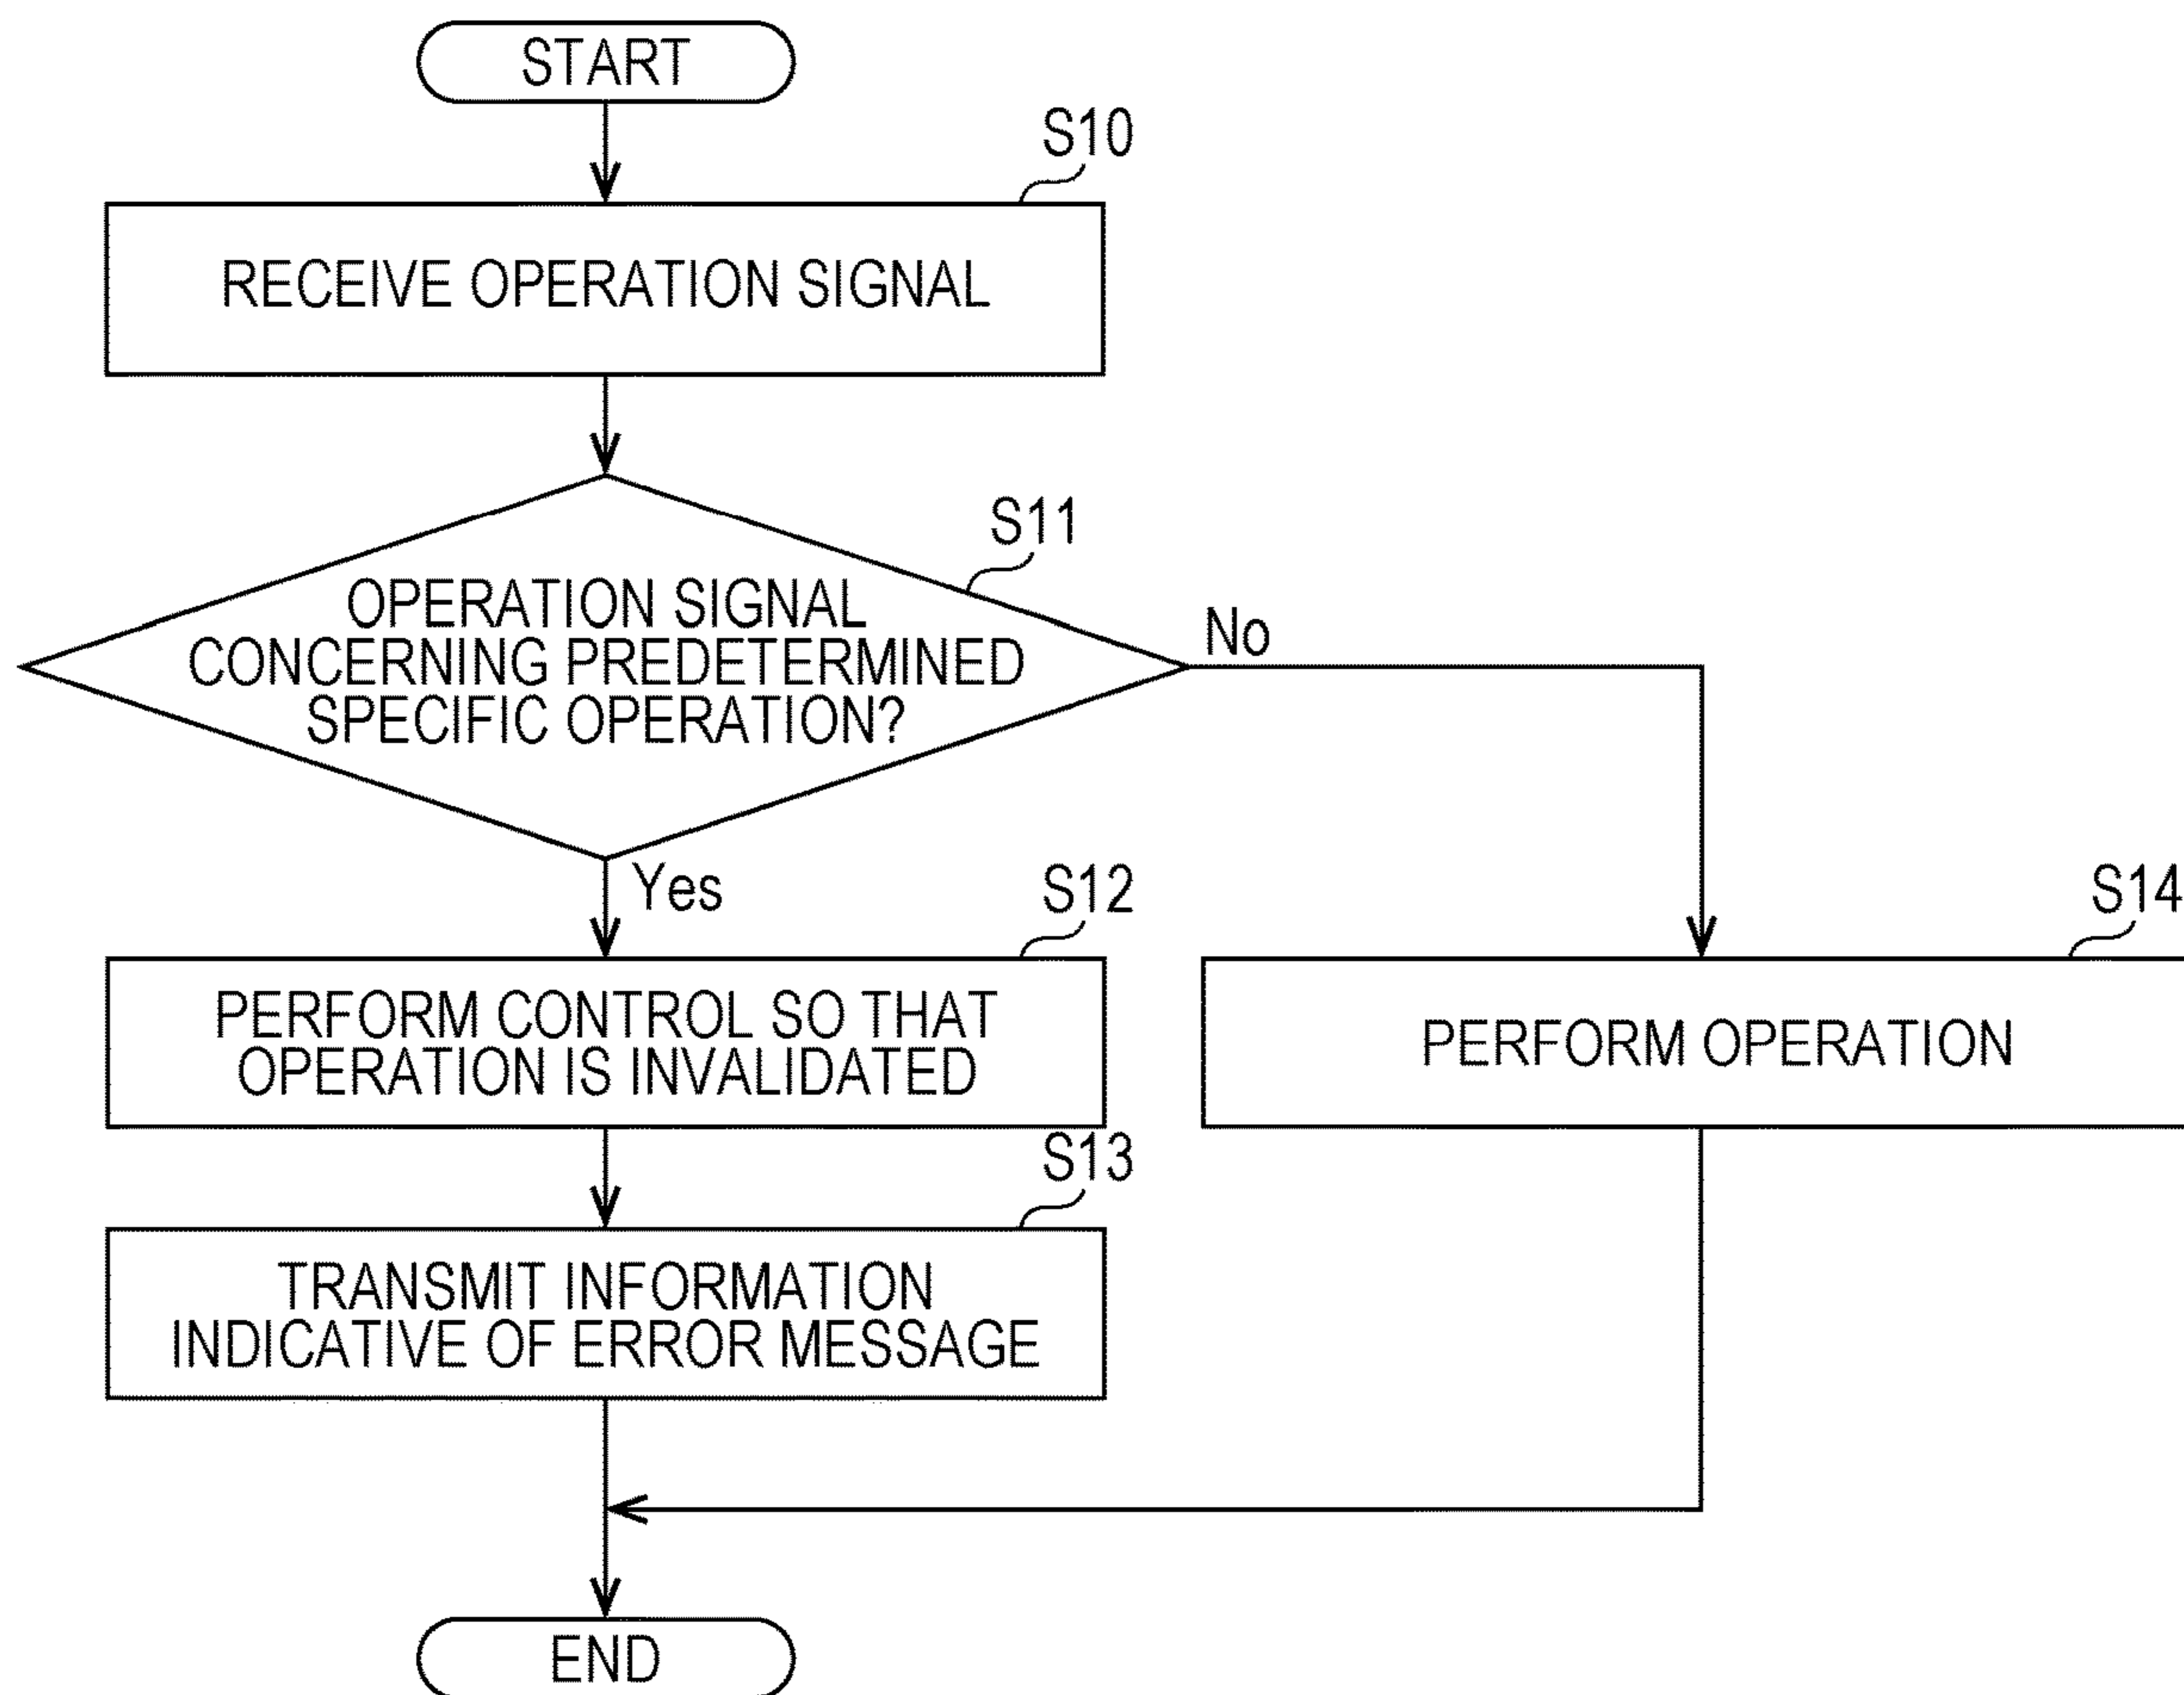 START
S10
RECEIVE OPERATION SIGNAL
S11
OPERATION SIGNAL
CONCERNING PREDETERMINED
SPECIFIC OPERATION?
No
Yes
S12
PERFORM CONTROL SO THAT
OPERATION IS INVALIDATED
S14
PERFORM OPERATION
S13
TRANSMIT INFORMATION
INDICATIVE OF ERROR MESSAGE
END